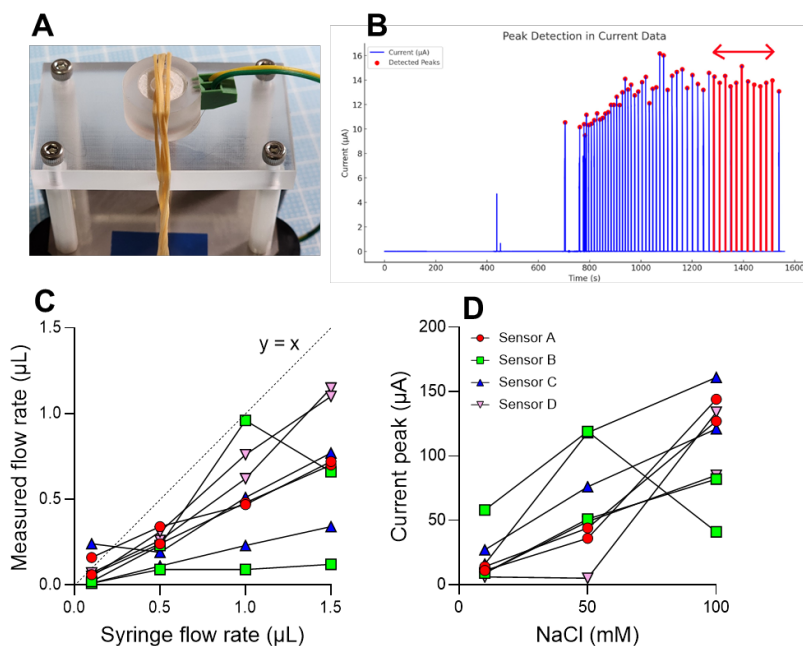 A
B
Peak Detection in Current Data
Current (µA)
Detected Peaks
Current (µA)
16
14
12
10
8
6
4
2
0
0
200
400
600
800
1000
1200
1400
1600
Time (s)
C
Measured flow rate (µL)
1.5
1.0
0.5
0.0
y = x
0.0
0.5
1.0
1.5
Syringe flow rate (µL)
D
Current peak (µA)
200
150
100
50
0
Sensor A
Sensor B
Sensor C
Sensor D
0
50
100
NaCl (mM)